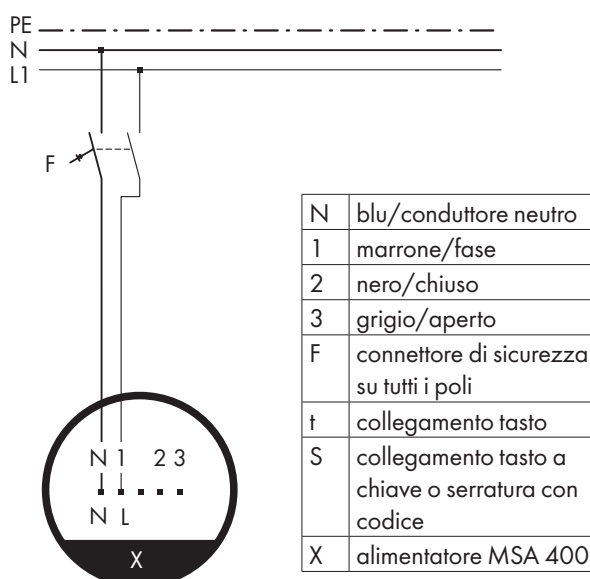 PE
N
L1
F
N 1 2 3
N L
X
N blu/conduttore neutro
1 marrone/fase
2 nero/chiuso
3 grigio/aperto
F connettore di sicurezza
su tutti i poli
t collegamento tasto
S collegamento tasto a
chiave o serratura con
codice
X alimentatore MSA 400